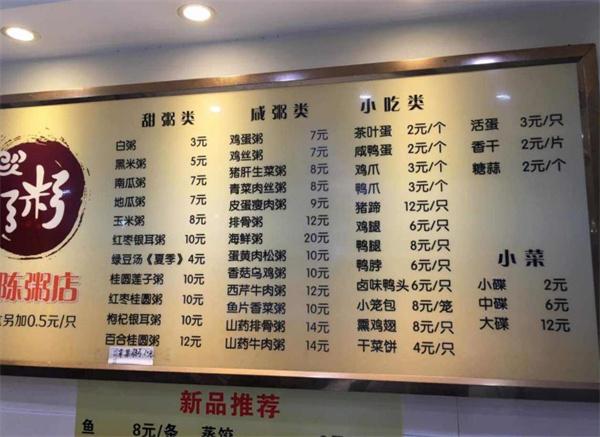 粥
陈粥店
另加0.5元/只
甜粥类
白粥 3元
黑米粥 5元
南瓜粥 7元
地瓜粥 7元
玉米粥 8元
红枣银耳粥 10元
绿豆汤《夏季》4元
桂圆莲子粥 10元
红枣桂圆粥 10元
枸杞银耳粥 10元
百合桂圆粥 12元
咸粥类
鸡蛋粥 7元
鸡丝粥 7元
猪肝生菜粥 8元
青菜肉丝粥 8元
皮蛋瘦肉粥 9元
排骨粥 12元
海鲜粥 20元
蛋黄肉松粥 10元
香菇乌鸡粥 10元
西芹牛肉粥 12元
鱼片香菜粥 10元
山药排骨粥 14元
山药牛肉粥 14元
小吃类
茶叶蛋 2元/个
咸鸭蛋 2元/个
鸡爪 3元/个
鸭爪 3元/个
猪蹄 12元/只
鸡腿 6元/只
鸭腿 8元/只
鸭脖 6元/只
卤味鸭头 6元/只
小笼包 8元/笼
熏鸡翅 8元/只
干菜饼 4元/只
活蛋 3元/只
香干 2元/片
糖蒜 2元/个
小菜
小碟 2元
中碟 6元
大碟 12元
新品推荐
鱼 8元/条 蒸饺